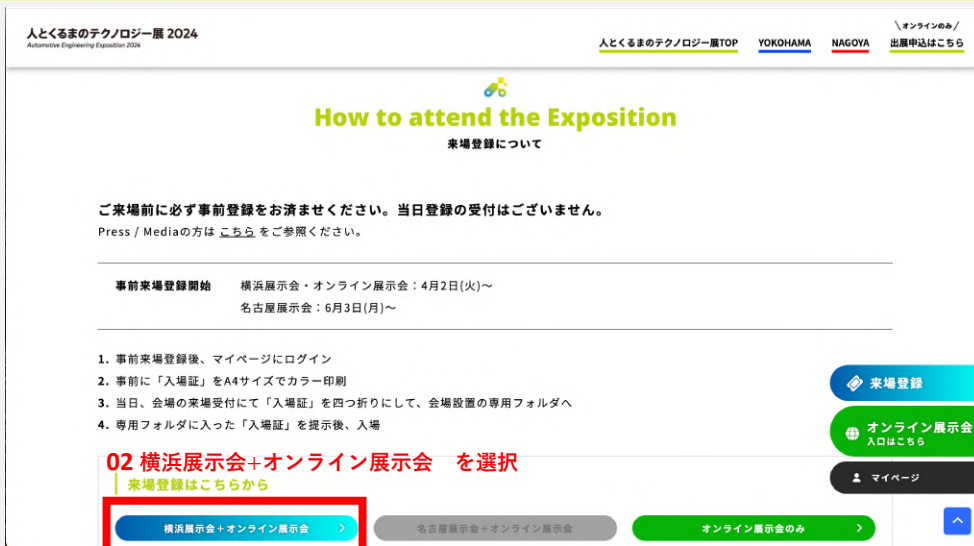 人とくるまのテクノロジー展 2024
Automotive Engineering Exposition 2024
人とくるまのテクノロジー展TOP
YOKOHAMA
NAGOYA
\オンラインのみ/
出展申込はこちら
How to attend the Exposition
来場登録について
ご来場前に必ず事前登録をお済ませください。当日登録の受付はございません。
Press / Mediaの方は こちら をご参照ください。
事前来場登録開始 横浜展示会・オンライン展示会：4月2日(火)～
名古屋展示会：6月3日(月)～
1. 事前来場登録後、マイページにログイン
2. 事前に「入場証」をA4サイズでカラー印刷
3. 当日、会場の来場受付にて「入場証」を四つ折りにして、会場設置の専用フォルダへ
4. 専用フォルダに入った「入場証」を提示後、入場
来場登録
オンライン展示会
入口はこちら
マイページ
02 横浜展示会+オンライン展示会　を選択
来場登録はこちらから
横浜展示会＋オンライン展示会
名古屋展示会＋オンライン展示会
オンライン展示会のみ